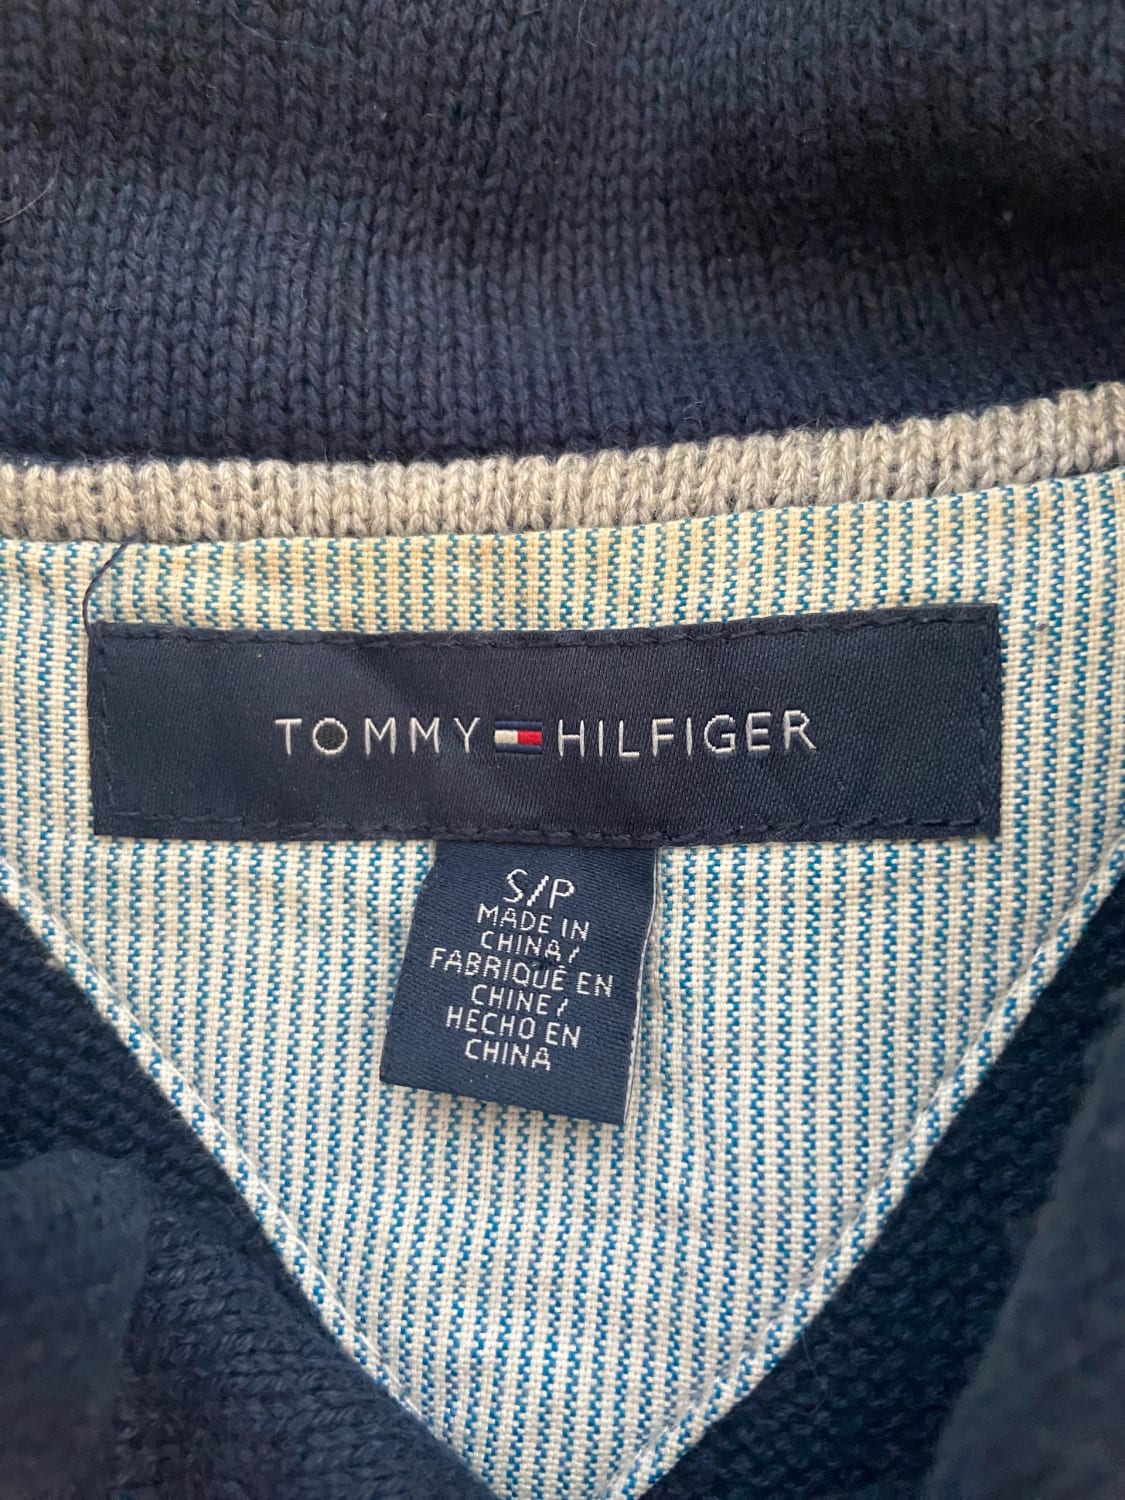 TOMMY HILFIGER
S/P
MADE IN
CHINA/
FABRIQUÉ EN
CHINE/
HECHO EN
CHINA